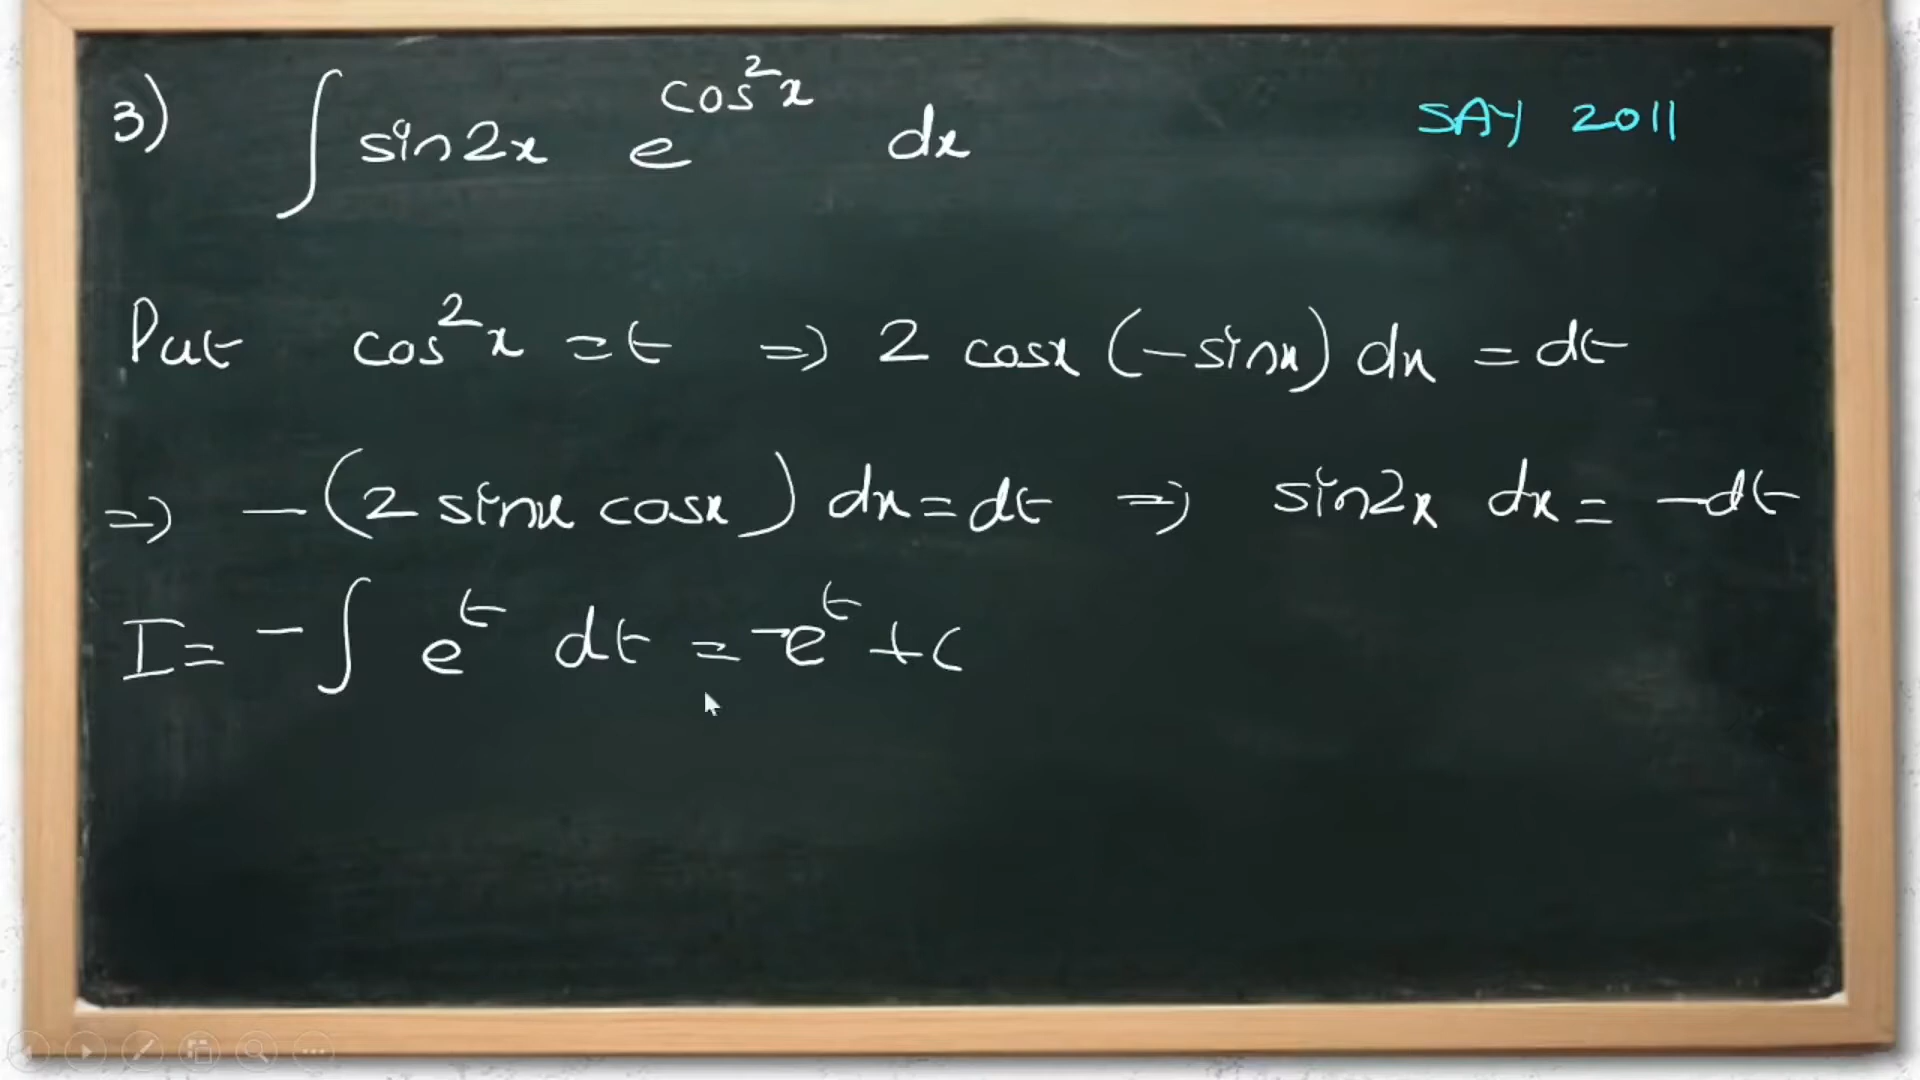 3) ∫ sin2x e^cos²x dx SAY 2011
Put cos²x = t ⇒ 2 cosx (-sinx) dx = dt
⇒ -(2 sinx cosx) dx = dt ⇒ sin2x dx = -dt
I = -∫ e^t dt = -e^t + c